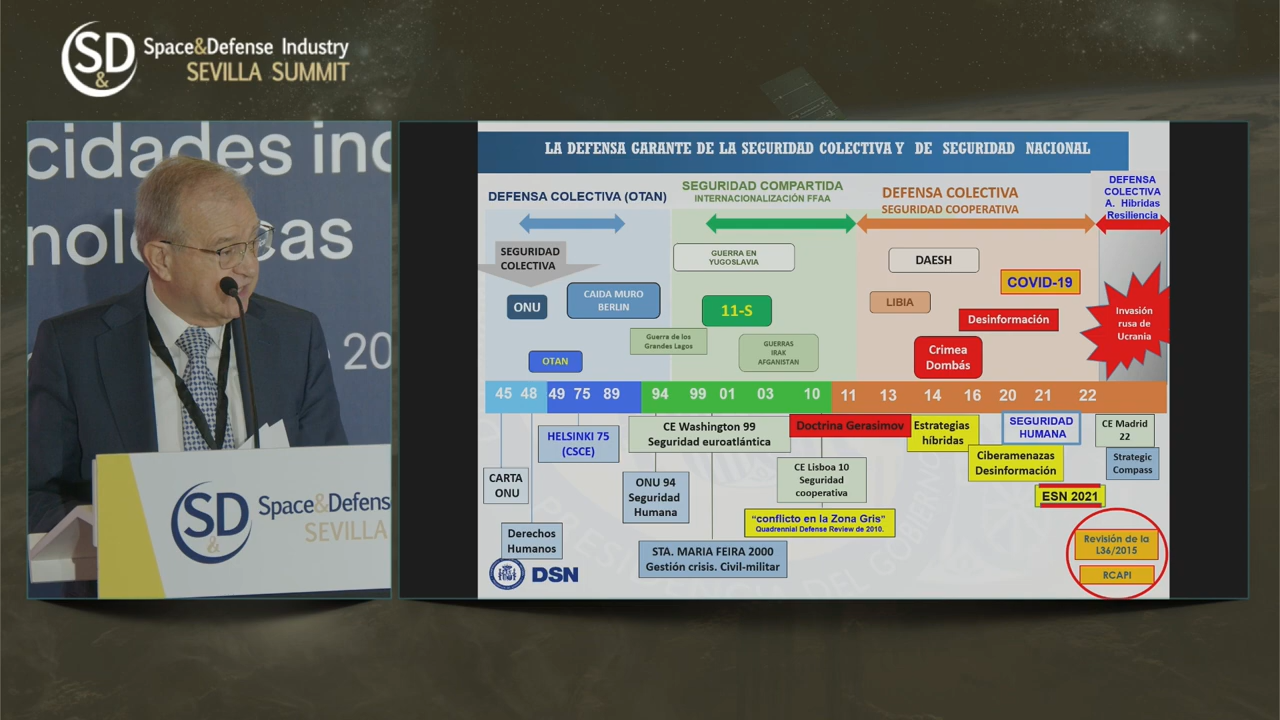 S&D
Space&Defense Industry
SEVILLA SUMMIT
cidades inc
nológicas
20
S&D
Space&Defens
SEVILLA
LA DEFENSA GARANTE DE LA SEGURIDAD COLECTIVA Y DE SEGURIDAD NACIONAL
DEFENSA COLECTIVA (OTAN)
SEGURIDAD COMPARTIDA
INTERNACIONALIZACIÓN FFAA
DEFENSA COLECTIVA
SEGURIDAD COOPERATIVA
DEFENSA
COLECTIVA
A. Hibridas
Resiliencia
SEGURIDAD
COLECTIVA
ONU
CAIDA MURO
BERLIN
OTAN
GUERRA EN
YUGOSLAVIA
11-S
Guerra de los
Grandes Lagos
GUERRAS
IRAK
AFGANISTAN
DAESH
LIBIA
COVID-19
Desinformación
Crimea
Dombás
Invasión
rusa de
Ucrania
45 48 49 75 89 94 99 01 03 10 11 13 14 16 20 21 22
CARTA
ONU
Derechos
Humanos
HELSINKI 75
(CSCE)
CE Washington 99
Seguridad euroatlántica
ONU 94
Seguridad
Humana
STA. MARIA FEIRA 2000
Gestión crisis. Civil-militar
Doctrina Gerasimov
CE Lisboa 10
Seguridad
cooperativa
“conflicto en la Zona Gris”
Quadrennial Defense Review de 2010.
Estrategias
híbridas
Ciberamenazas
Desinformación
SEGURIDAD
HUMANA
ESN 2021
CE Madrid
22
Strategic
Compass
Revisión de la
L36/2015
RCAPI
DSN